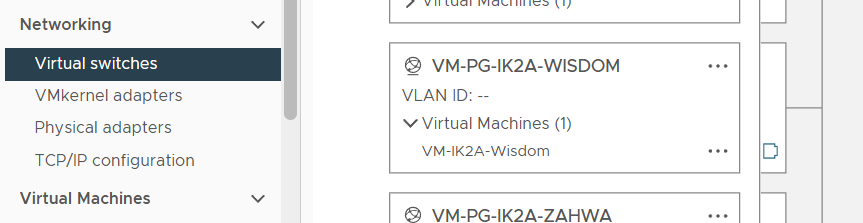 Networking
Virtual switches
VMkernel adapters
Physical adapters
TCP/IP configuration
Virtual Machines
Virtual Machines (1)
VM-PG-IK2A-WISDOM
VLAN ID: --
Virtual Machines (1)
VM-IK2A-Wisdom
VM-PG-IK2A-ZAHWA